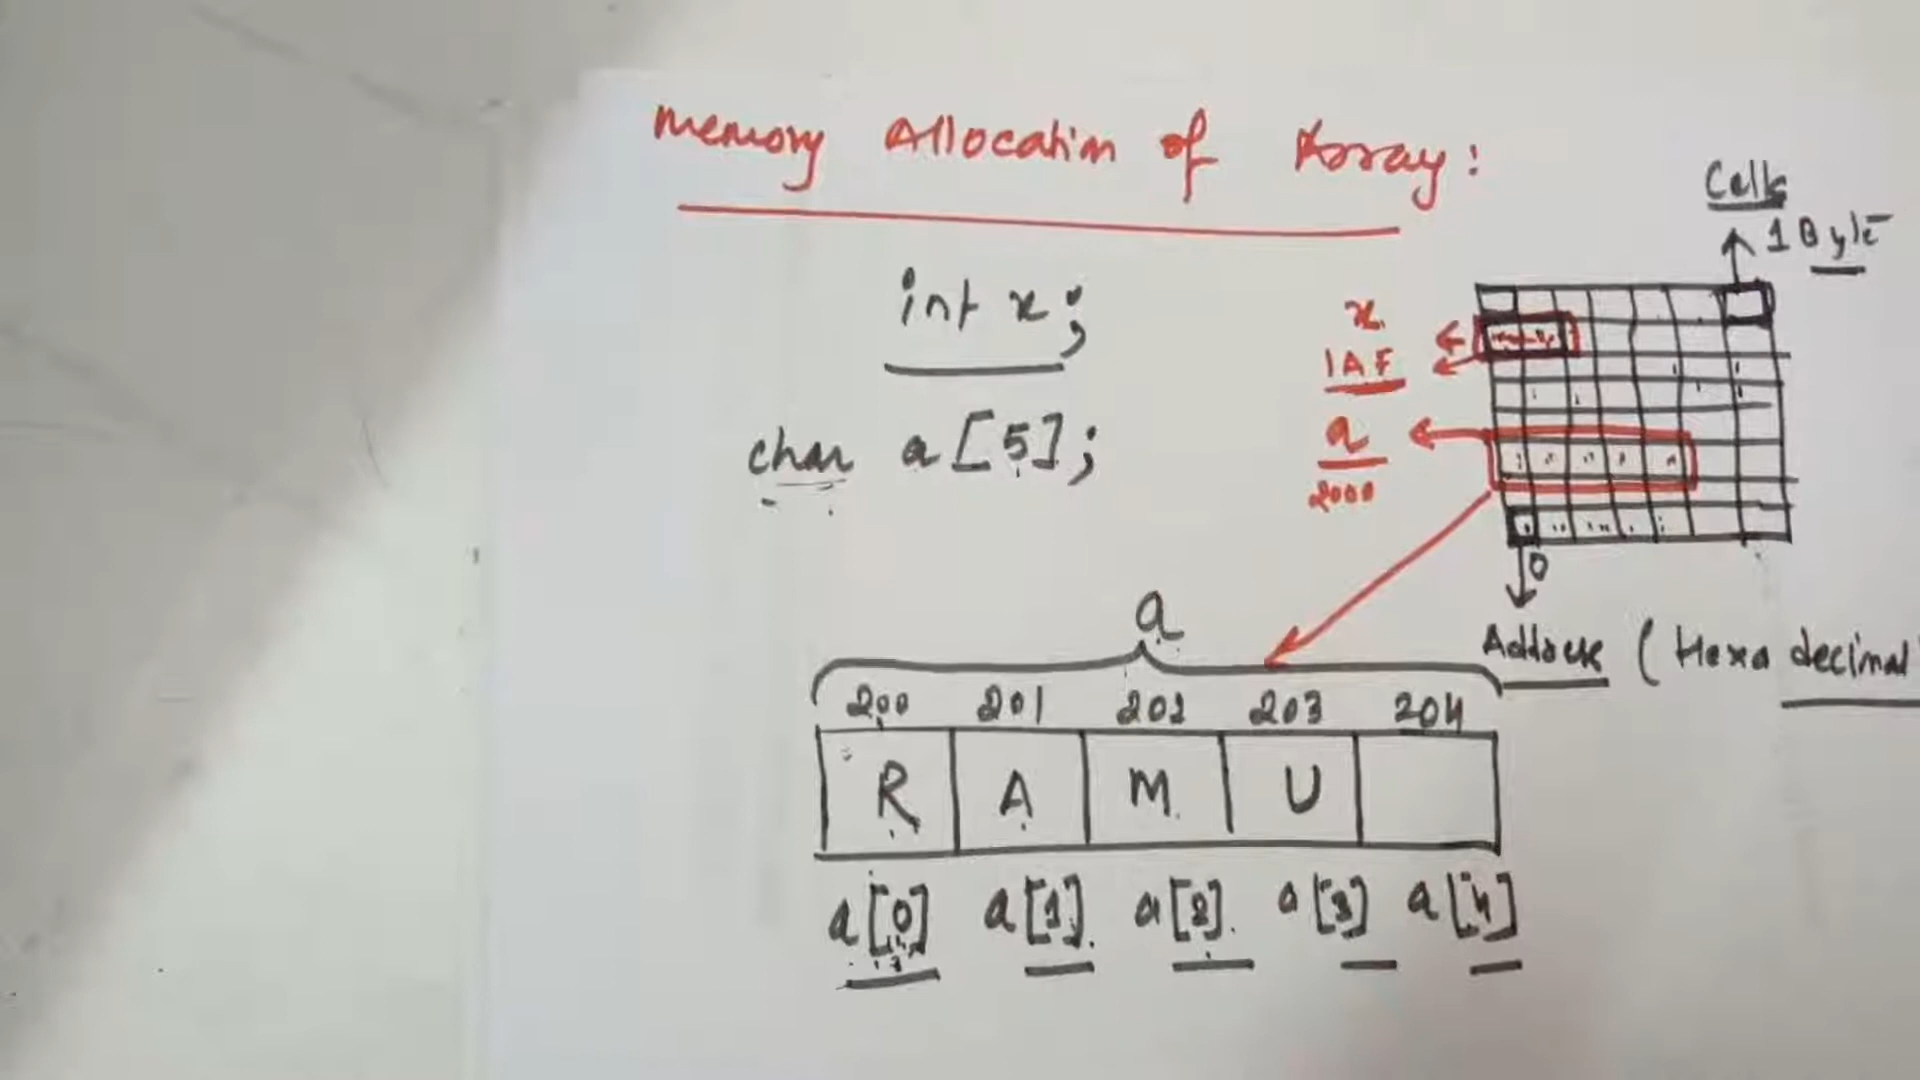 Memory Allocation of Array:
Cells
1 Byte
int x;
x
1AF
char a[5];
a
2000
0
Address (Hexa decimal)
a
200 201 202 203 204
R A M U
a[0] a[1] a[2] a[3] a[4]